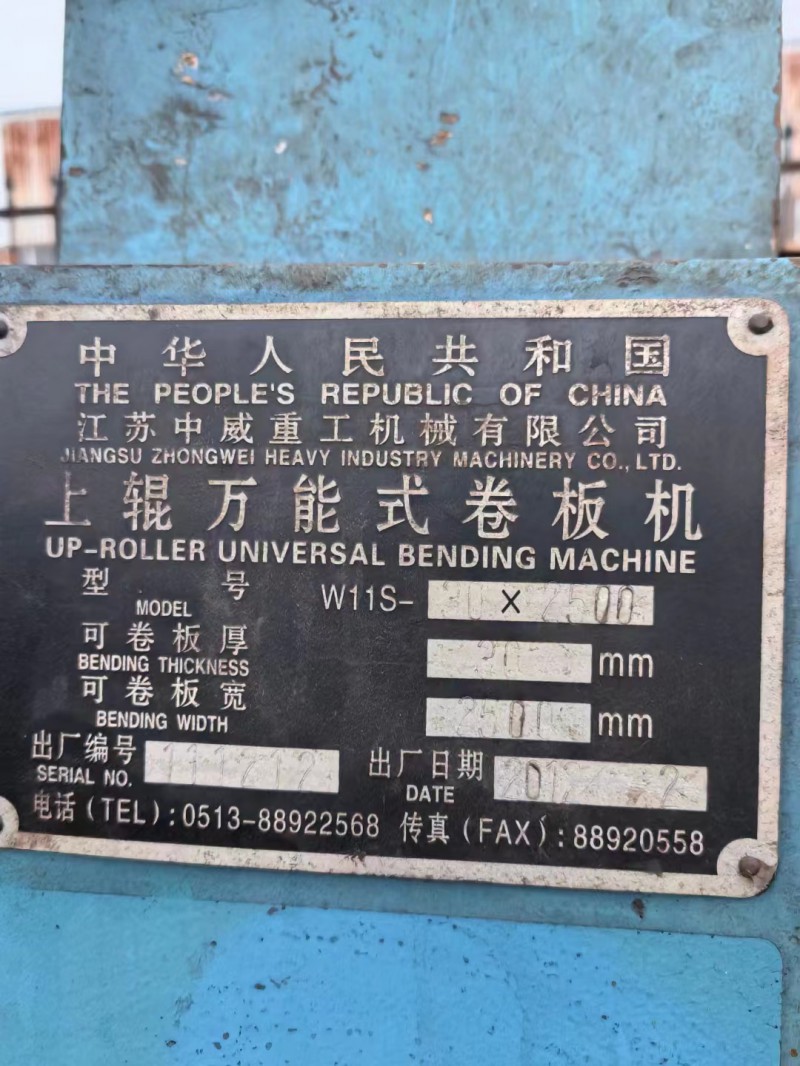 中华人民共和国
THE PEOPLE'S REPUBLIC OF CHINA
江苏中威重工机械有限公司
JIANGSU ZHONGWEI HEAVY INDUSTRY MACHINERY CO., LTD.
上辊万能式卷板机
UP-ROLLER UNIVERSAL BENDING MACHINE
型号 W11S- X 2500
MODEL
可卷板厚 mm
BENDING THICKNESS
可卷板宽 mm
BENDING WIDTH
出厂编号 出厂日期
SERIAL NO. DATE
电话(TEL):0513-88922568 传真(FAX):88920558